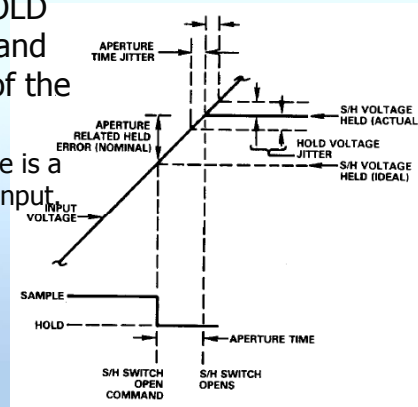 OLD
and
of the
e is a
input,
APERTURE
TIME JITTER
APERTURE
RELATED HELD
ERROR (NOMINAL)
INPUT
VOLTAGE
S/H VOLTAGE
HELD (ACTUAL
HOLD VOLTAGE
JITTER
S/H VOLTAGE
HELD (IDEAL)
SAMPLE
HOLD
APERTURE TIME
S/H SWITCH
OPEN
COMMAND
S/H SWITCH
OPENS